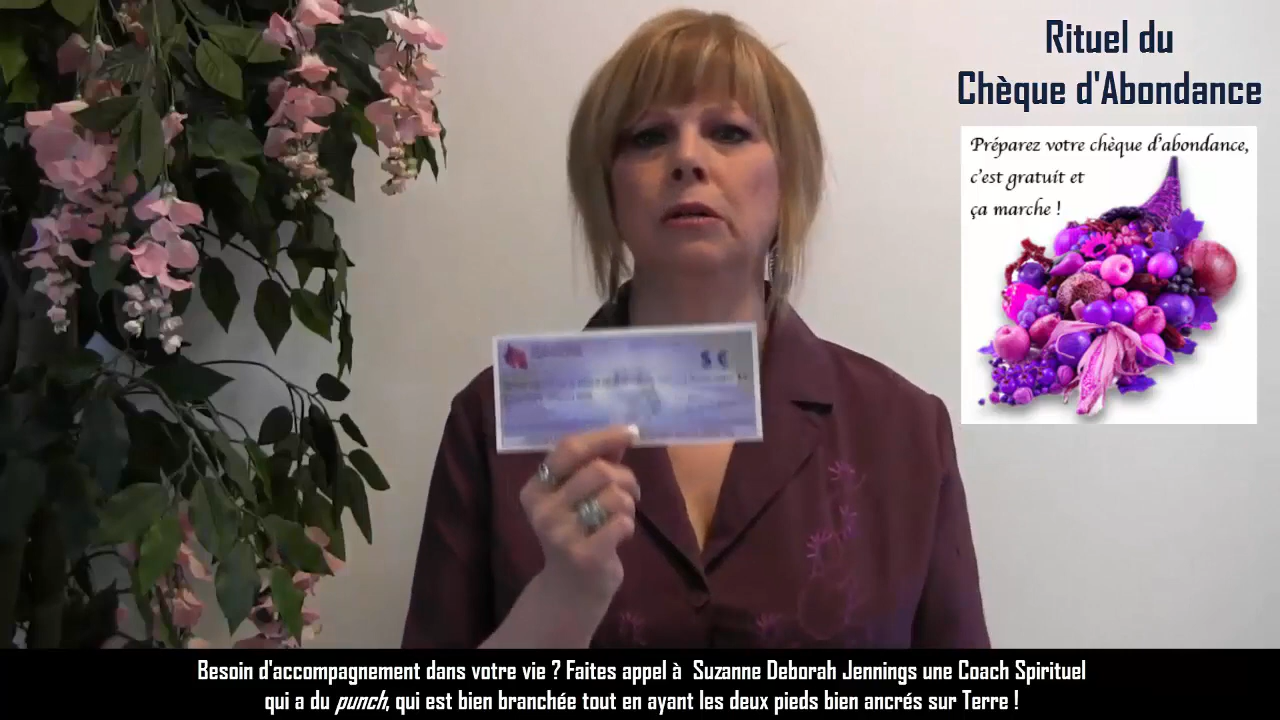 Rituel du
Chèque d'Abondance
Préparez votre chèque d'abondance,
c'est gratuit et
ça marche !
$ €
Besoin d'accompagnement dans votre vie ? Faites appel à Suzanne Deborah Jennings une Coach Spirituel
qui a du punch, qui est bien branchée tout en ayant les deux pieds bien ancrés sur Terre !